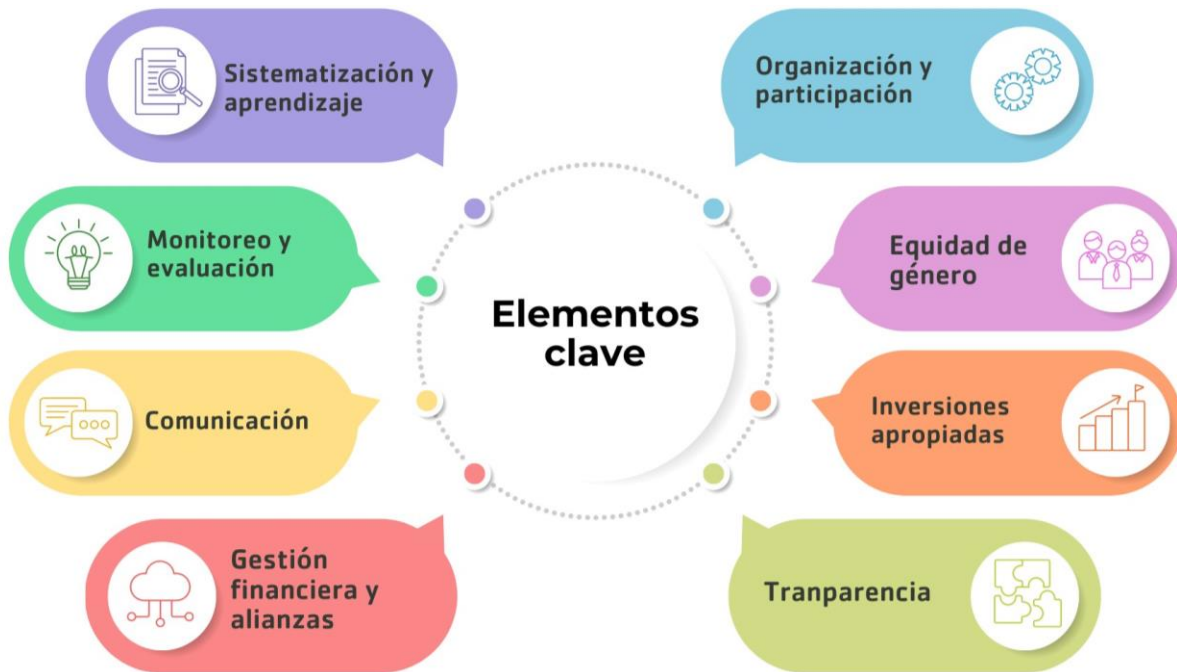 Sistematización y
aprendizaje
Organización y
participación
Monitoreo y
evaluación
Equidad de
género
Elementos
clave
Comunicación
Inversiones
apropiadas
Gestión
financiera y
alianzas
Tranparencia